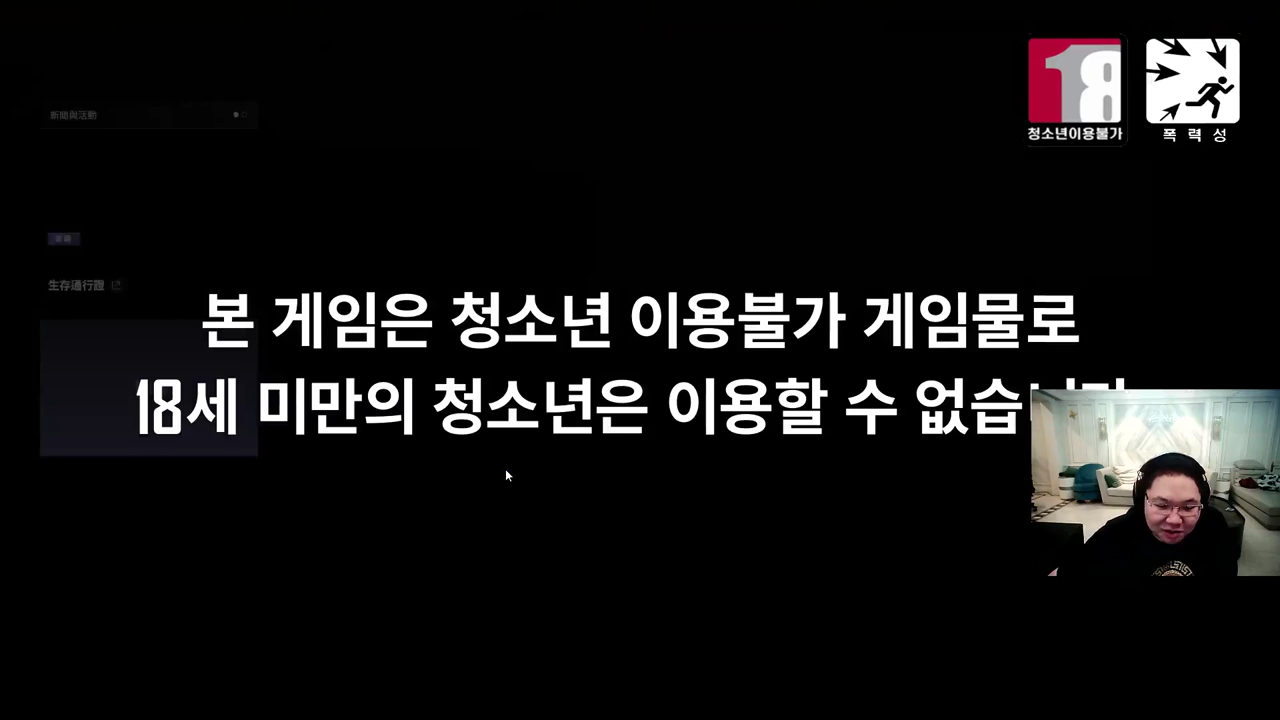 청소년이용불가
폭력성
新聞與活動
生存通行證
본 게임은 청소년 이용불가 게임물로
18세 미만의 청소년은 이용할 수 없습